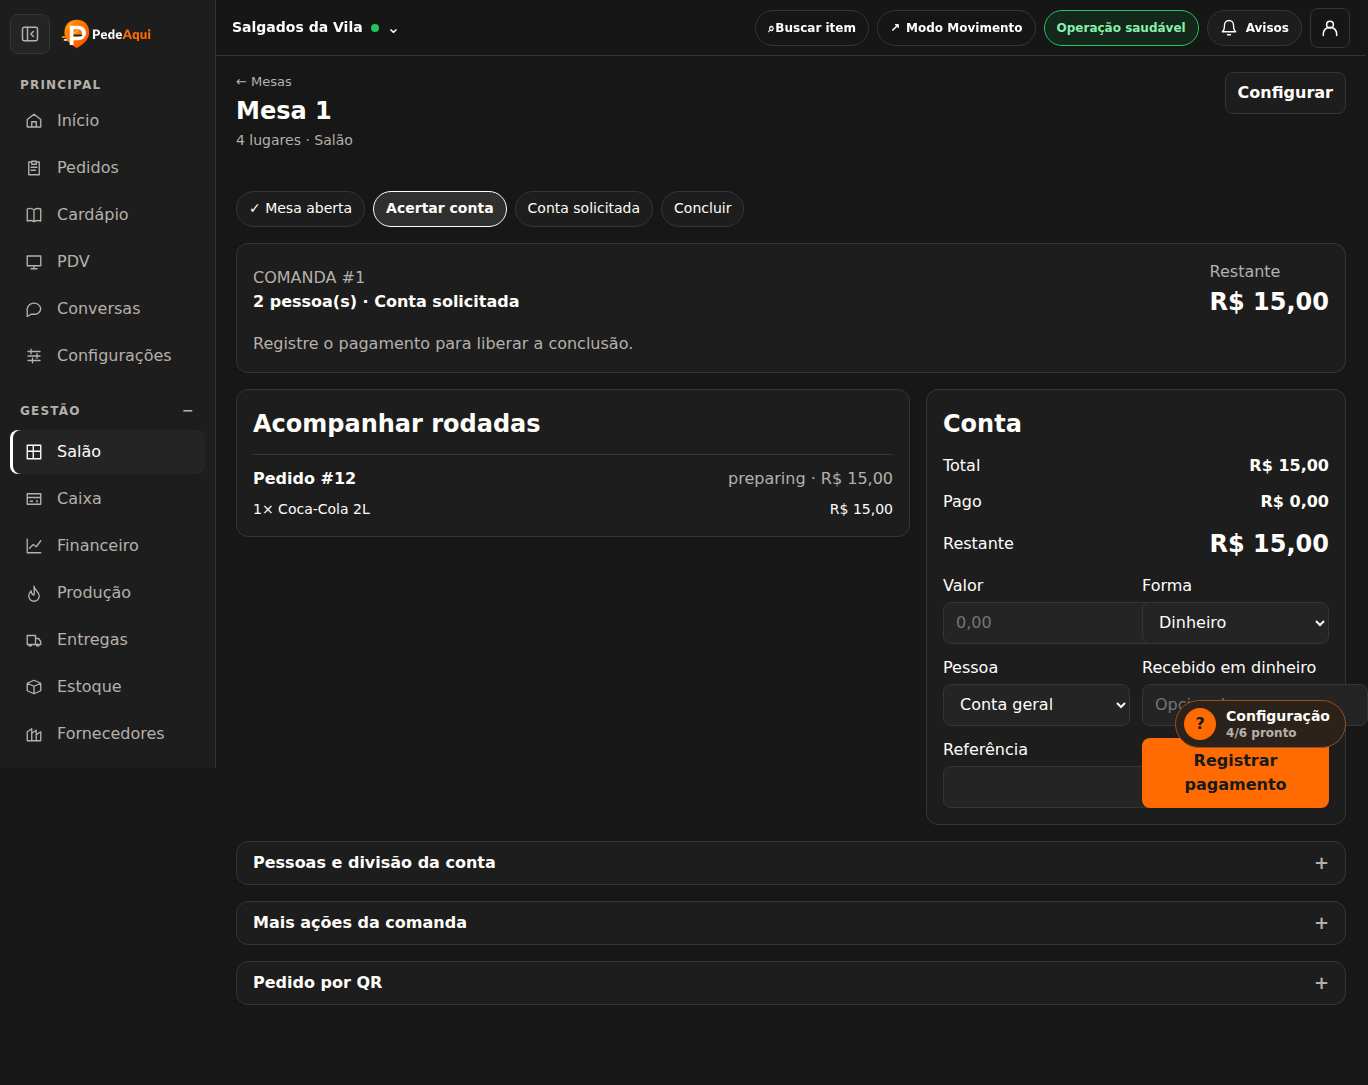 PedeAqui
Salgados da Vila
⌕Buscar item
↗ Modo Movimento
Operação saudável
Avisos
PRINCIPAL
Início
Pedidos
Cardápio
PDV
Conversas
Configurações
GESTÃO −
Salão
Caixa
Financeiro
Produção
Entregas
Estoque
Fornecedores
← Mesas
Mesa 1
4 lugares · Salão
Configurar
✓ Mesa aberta
Acertar conta
Conta solicitada
Concluir
COMANDA #1
2 pessoa(s) · Conta solicitada
Registre o pagamento para liberar a conclusão.
Restante
R$ 15,00
Acompanhar rodadas
Pedido #12 preparing · R$ 15,00
1× Coca-Cola 2L R$ 15,00
Conta
Total R$ 15,00
Pago R$ 0,00
Restante R$ 15,00
Valor Forma
0,00 Dinheiro
Pessoa Recebido em dinheiro
Conta geral
? Configuração
4/6 pronto
Referência
Registrar
pagamento
Pessoas e divisão da conta +
Mais ações da comanda +
Pedido por QR +